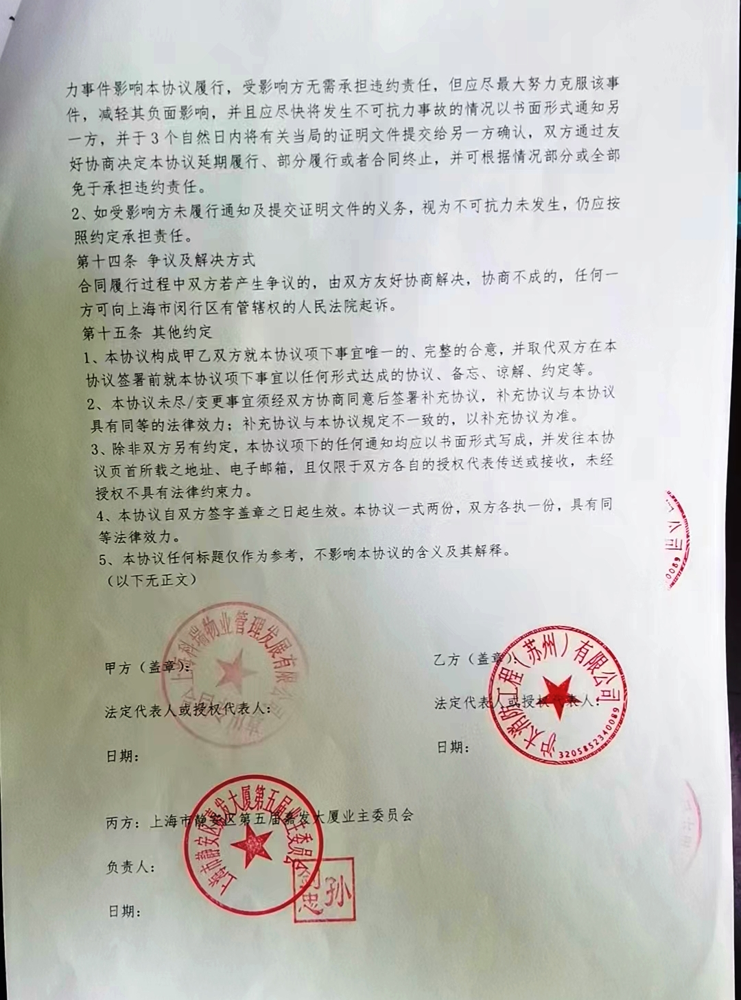 力事件影响本协议履行，受影响方无需承担违约责任，但应尽最大努力克服该事
件，减轻其负面影响，并且应尽快将发生不可抗力事故的情况以书面形式通知另
一方，并于 3 个自然日内将有关当局的证明文件提交给另一方确认，双方通过友
好协商决定本协议延期履行、部分履行或者合同终止，并可根据情况部分或全部
免于承担违约责任。
2、如受影响方未履行通知及提交证明文件的义务，视为不可抗力未发生，仍应按
照约定承担责任。
第十四条 争议及解决方式
合同履行过程中双方若产生争议的，由双方友好协商解决，协商不成的，任何一
方可向上海市闵行区有管辖权的人民法院起诉。
第十五条 其他约定
1、本协议构成甲乙双方就本协议项下事宜唯一的、完整的合意，并取代双方在本
协议签署前就本协议项下事宜以任何形式达成的协议、备忘、谅解、约定等。
2、本协议未尽/变更事宜须经双方协商同意后签署补充协议，补充协议与本协议
具有同等的法律效力；补充协议与本协议规定不一致的，以补充协议为准。
3、除非双方另有约定，本协议项下的任何通知均应以书面形式写成，并发往本协
议页首所载之地址、电子邮箱，且仅限于双方各自的授权代表传送或接收，未经
授权不具有法律约束力。
4、本协议自双方签字盖章之日起生效。本协议一式两份，双方各执一份，具有同
等法律效力。
5、本协议任何标题仅作为参考，不影响本协议的含义及其解释。
（以下无正文）
公司
0089
甲方（盖章）：
上海科瑞物业管理发展有限公司
乙方（盖章）：
沪太消防工程（苏州）有限公司
3205852340089
法定代表人或授权代表人：
法定代表人或授权代表人：
日期：
日期：
丙方：上海市静安区第五届嘉发大厦业主委员会
上海市静安区嘉发大厦第五届业主委员会
负责人：
孙
忠
日期：